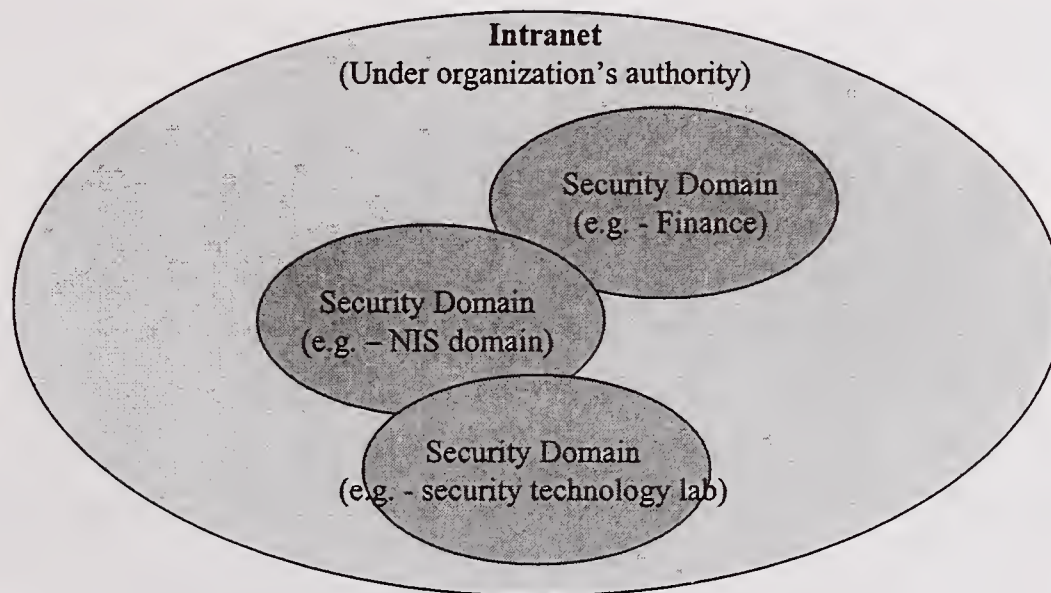 Intranet
(Under organization's authority)
Security Domain
(e.g. - Finance)
Security Domain
(e.g. – NIS domain)
Security Domain
(e.g. - security technology lab)